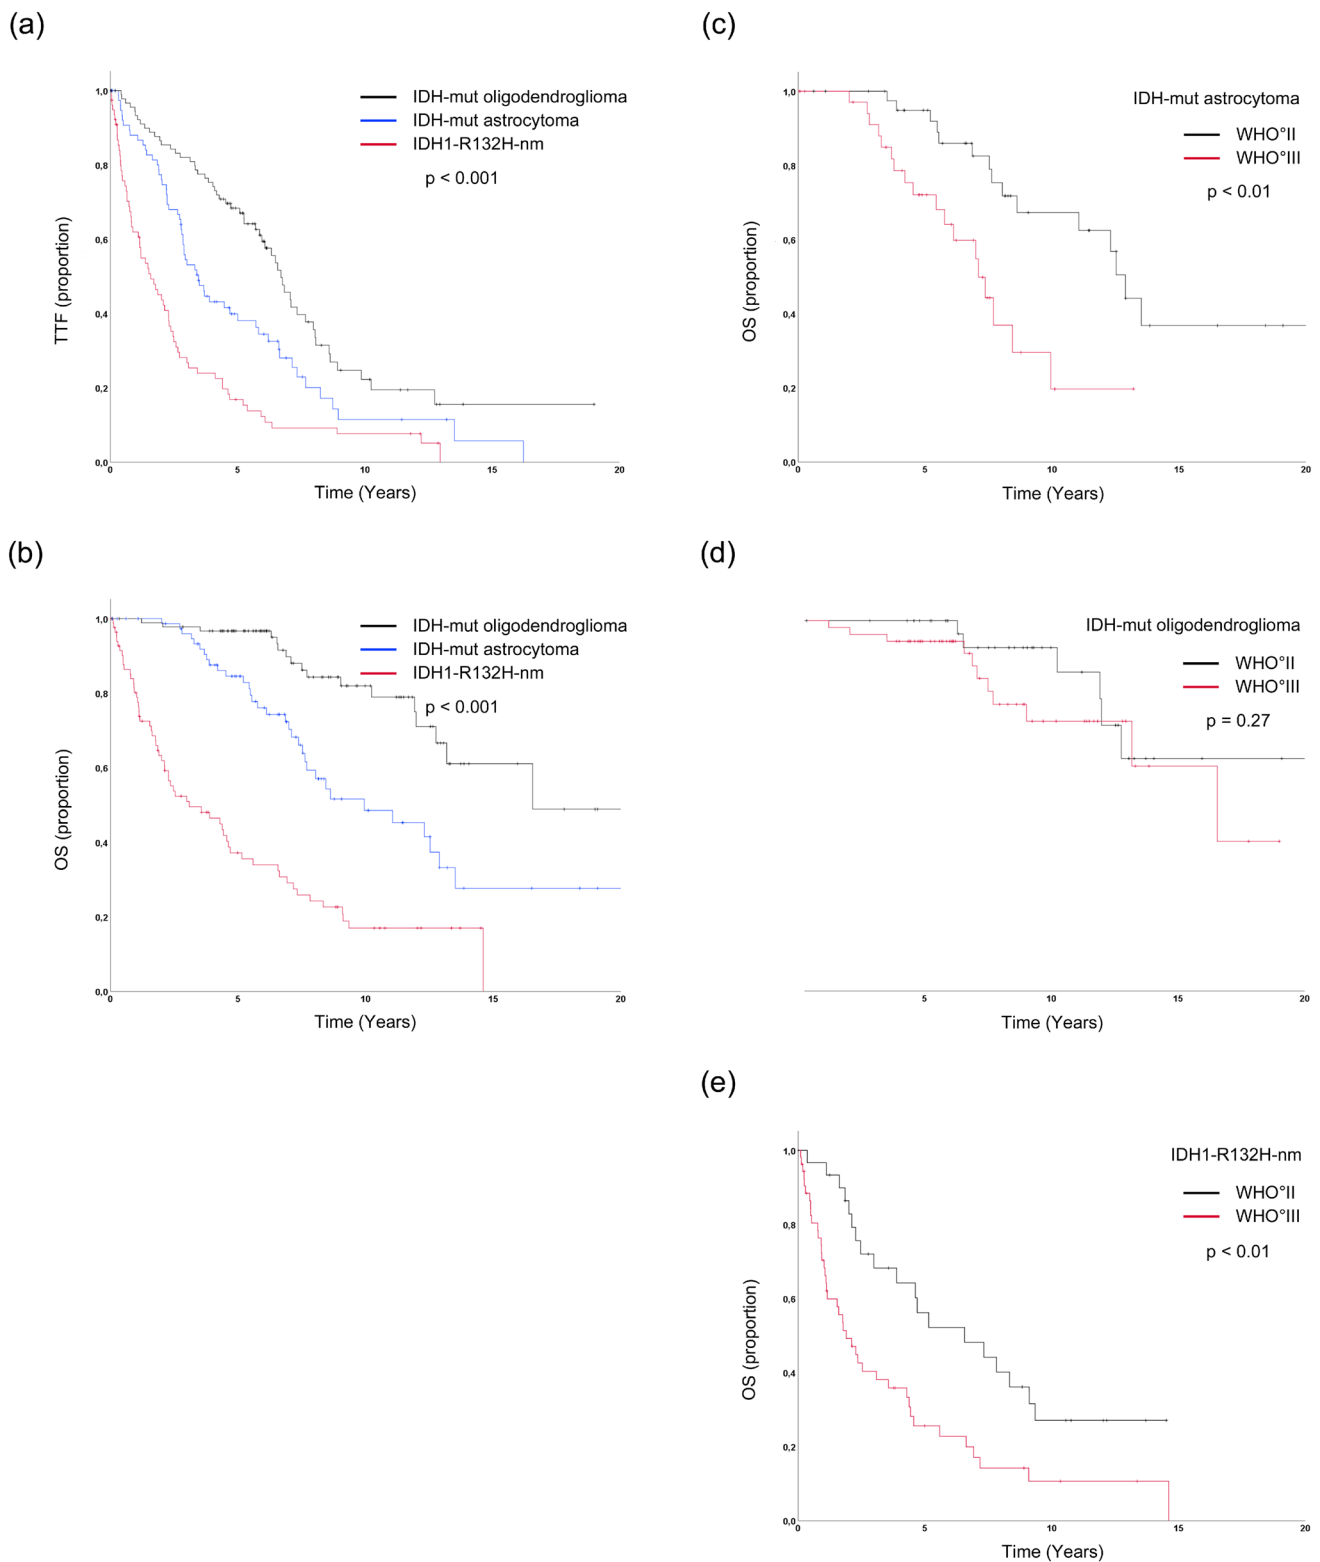 (a)
1,0
0,8
0,6
0,4
0,2
0,0
TTF (proportion)
IDH-mut oligodendroglioma
IDH-mut astrocytoma
IDH1-R132H-nm
p < 0.001
0 5 10 15 20
Time (Years)
(b)
1,0
0,8
0,6
0,4
0,2
0,0
OS (proportion)
IDH-mut oligodendroglioma
IDH-mut astrocytoma
IDH1-R132H-nm
p < 0.001
0 5 10 15 20
Time (Years)
(c)
1,0
0,8
0,6
0,4
0,2
0,0
OS (proportion)
IDH-mut astrocytoma
WHO°II
WHO°III
p < 0.01
0 5 10 15 20
Time (Years)
(d)
IDH-mut oligodendroglioma
WHO°II
WHO°III
p = 0.27
5 10 15 20
Time (Years)
(e)
1,0
0,8
0,6
0,4
0,2
0,0
OS (proportion)
IDH1-R132H-nm
WHO°II
WHO°III
p < 0.01
0 5 10 15 20
Time (Years)